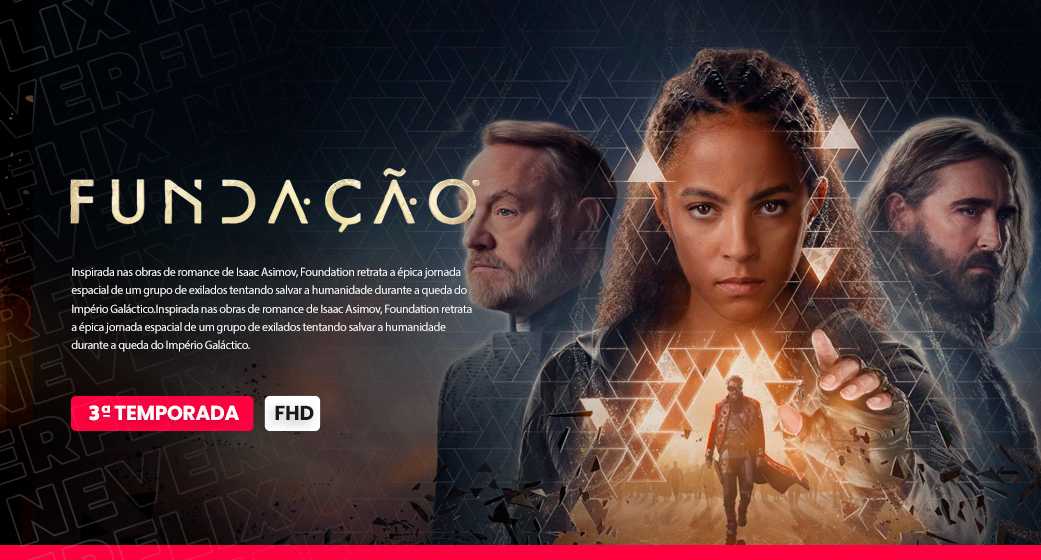 FUNDAÇÃO
Inspirada nas obras de romance de Isaac Asimov, Foundation retrata a épica jornada
espacial de um grupo de exilados tentando salvar a humanidade durante a queda do
Império Galáctico.Inspirada nas obras de romance de Isaac Asimov, Foundation retrata
a épica jornada espacial de um grupo de exilados tentando salvar a humanidade
durante a queda do Império Galáctico.
3ª TEMPORADA
FHD
NEVERFLIX